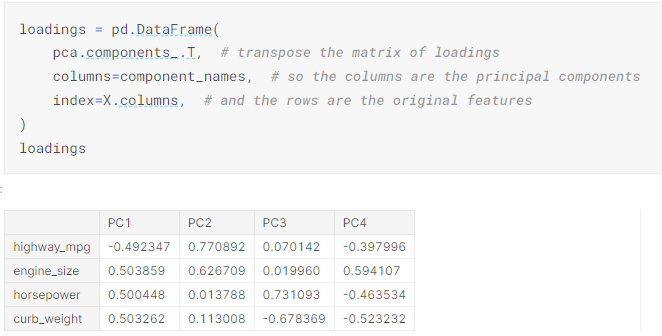 loadings = pd.DataFrame(
pca.components_.T, # transpose the matrix of loadings
columns=component_names, # so the columns are the principal components
index=X.columns, # and the rows are the original features
)
loadings
:
PC1 PC2 PC3 PC4
highway_mpg -0.492347 0.770892 0.070142 -0.397996
engine_size 0.503859 0.626709 0.019960 0.594107
horsepower 0.500448 0.013788 0.731093 -0.463534
curb_weight 0.503262 0.113008 -0.678369 -0.523232